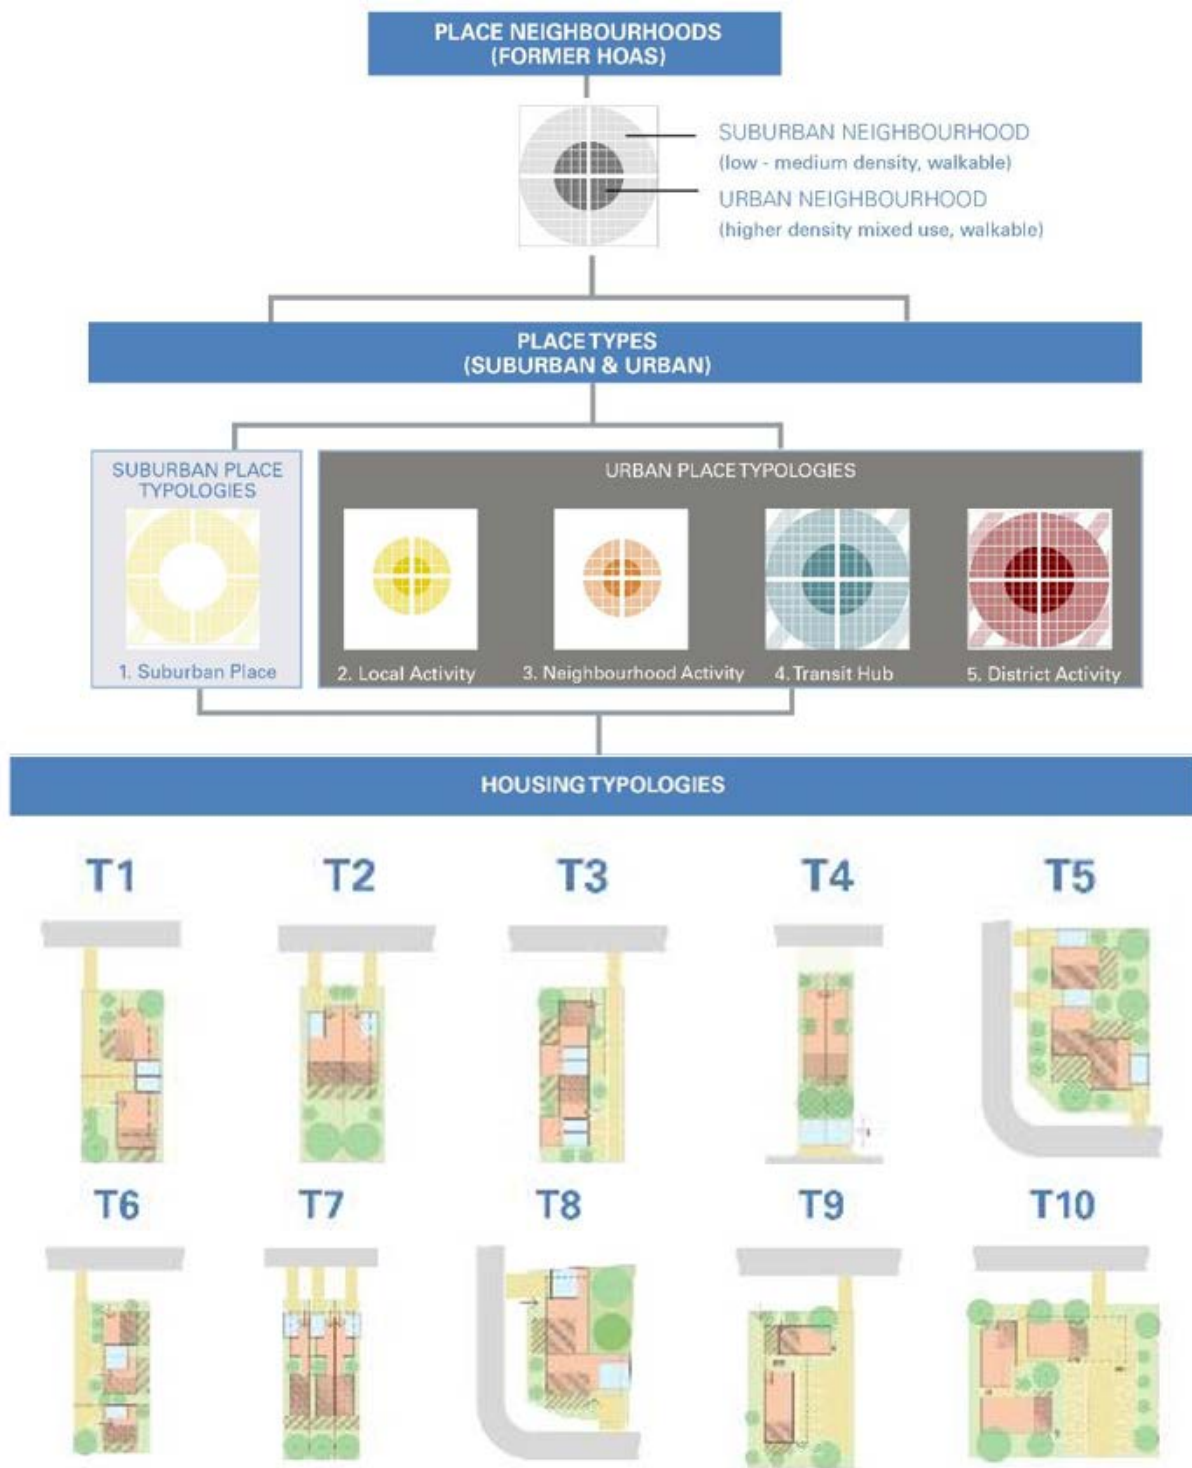 PLACE NEIGHBOURHOODS
(FORMER HOAS)
SUBURBAN NEIGHBOURHOOD
(low - medium density, walkable)
URBAN NEIGHBOURHOOD
(higher density mixed use, walkable)
PLACE TYPES
(SUBURBAN & URBAN)
SUBURBAN PLACE
TYPOLOGIES
URBAN PLACE TYPOLOGIES
1. Suburban Place
2. Local Activity
3. Neighbourhood Activity
4. Transit Hub
5. District Activity
HOUSING TYPOLOGIES
T1
T2
T3
T4
T5
T6
T7
T8
T9
T10